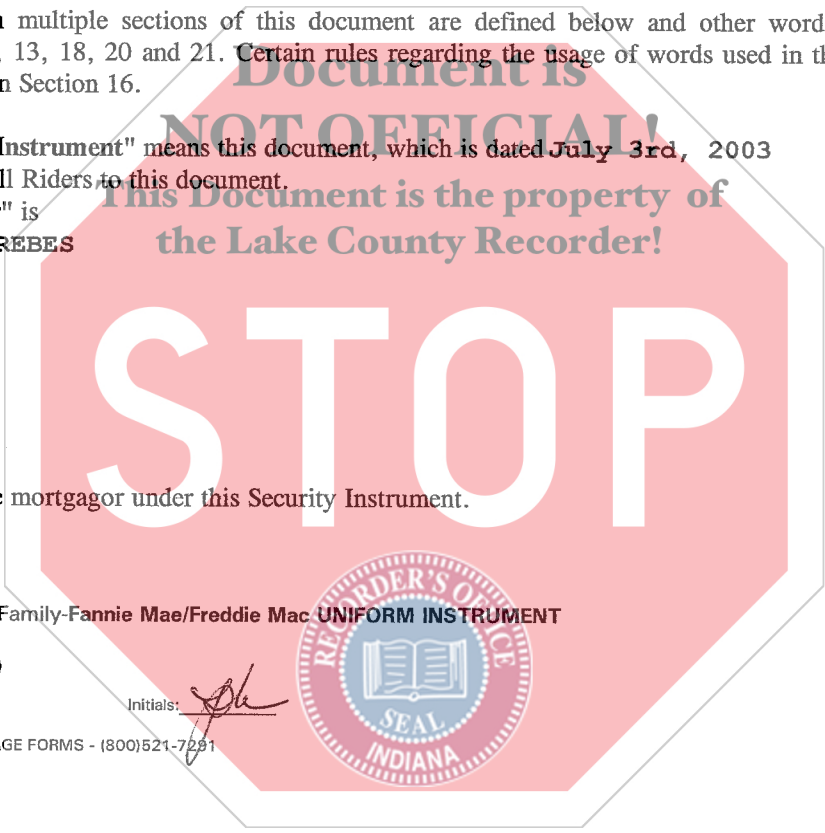 multiple sections of this document are defined below and other word
, 13, 18, 20 and 21. Certain rules regarding the usage of words used in th
n Section 16.
Document is
NOT OFFICIAL!
Instrument" means this document, which is dated July 3rd, 2003
ll Riders to this document.
This Document is the property of
" is
REBES
the Lake County Recorder!
STOP
mortgagor under this Security Instrument.
Family-Fannie Mae/Freddie Mac UNIFORM INSTRUMENT
RECORDER'S OFFICE
SEAL
INDIANA
Initials:
GE FORMS - (800)521-7291